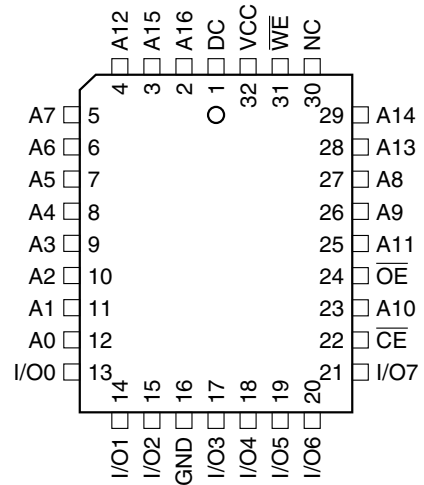 A12 A15 A16 DC VCC W̅E̅ NC
4 3 2 1 32 31 30
A7 5 29 A14
A6 6 28 A13
A5 7 27 A8
A4 8 26 A9
A3 9 25 A11
A2 10 24 O̅E̅
A1 11 23 A10
A0 12 22 C̅E̅
I/O0 13 21 I/O7
14 15 16 17 18 19 20
I/O1 I/O2 GND I/O3 I/O4 I/O5 I/O6